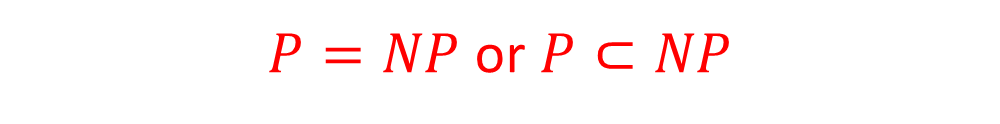 P = NP or P ⊂ NP